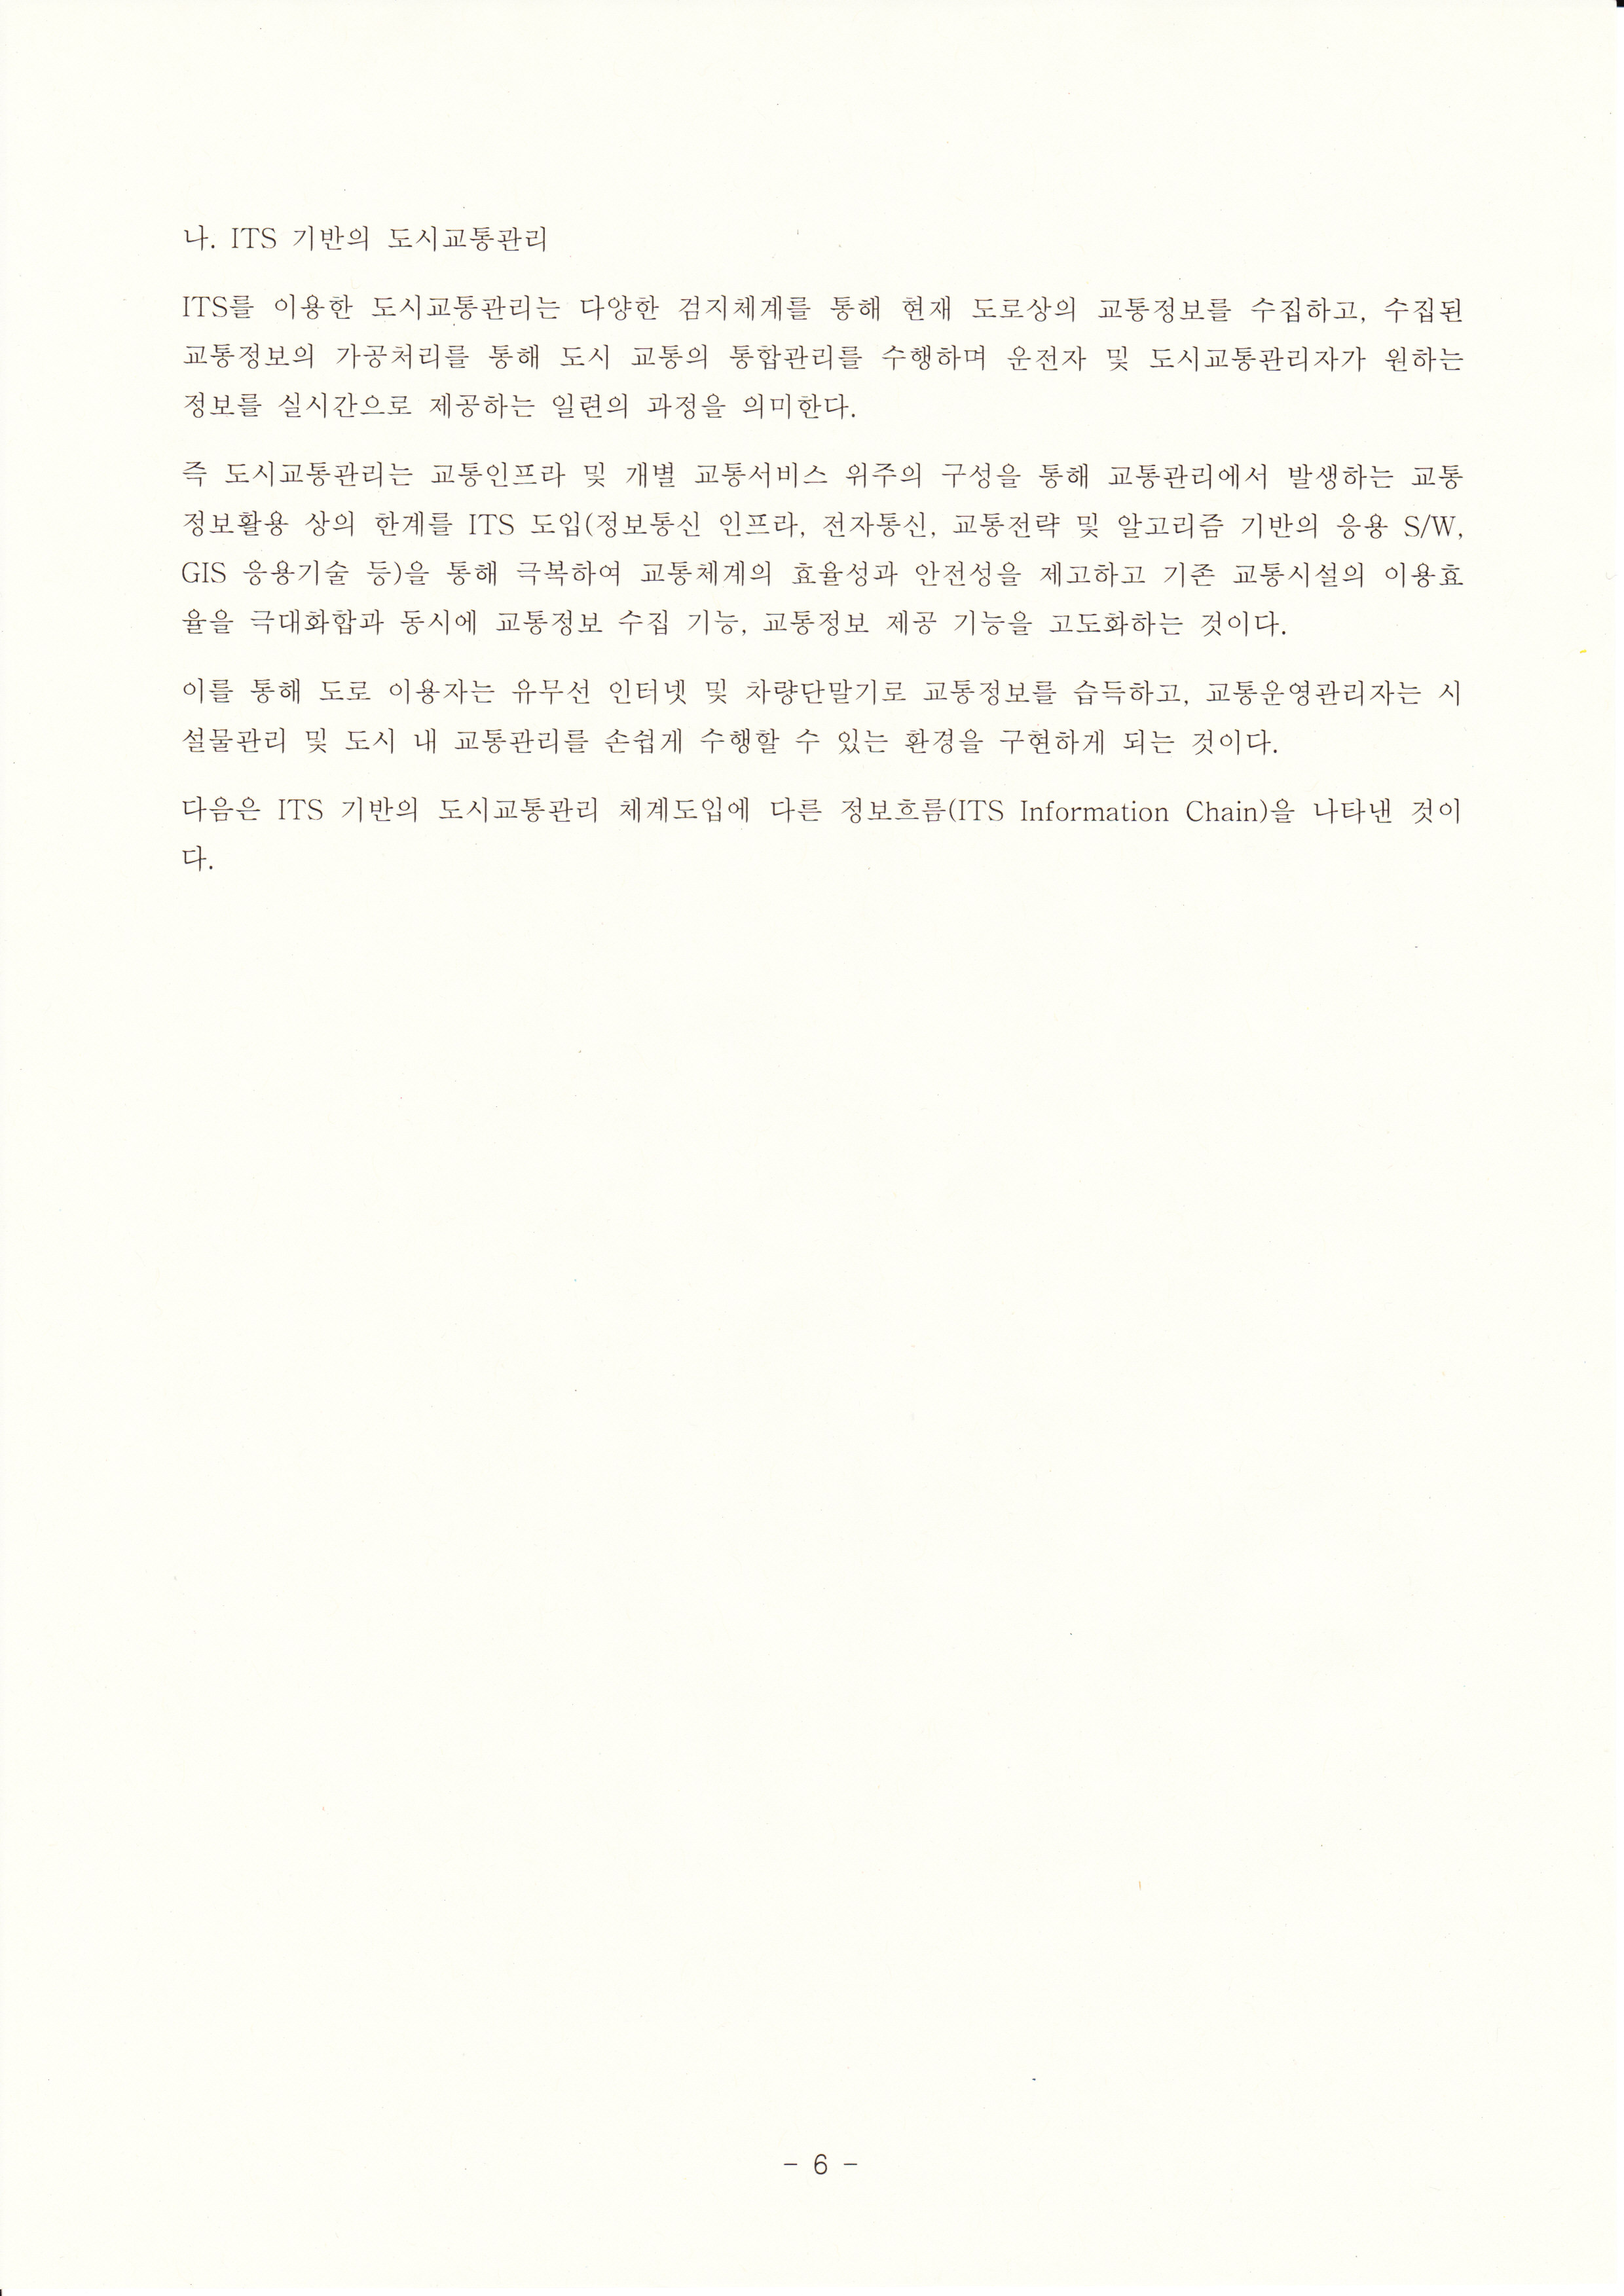 나. ITS 기반의 도시교통관리
ITS를 이용한 도시교통관리는 다양한 검지체계를 통해 현재 도로상의 교통정보를 수집하고, 수집된
교통정보의 가공처리를 통해 도시 교통의 통합관리를 수행하며 운전자 및 도시교통관리자가 원하는
정보를 실시간으로 제공하는 일련의 과정을 의미한다.
즉 도시교통관리는 교통인프라 및 개별 교통서비스 위주의 구성을 통해 교통관리에서 발생하는 교통
정보활용 상의 한계를 ITS 도입(정보통신 인프라, 전자통신, 교통전략 및 알고리즘 기반의 응용 S/W,
GIS 응용기술 등)을 통해 극복하여 교통체계의 효율성과 안전성을 제고하고 기존 교통시설의 이용효
율을 극대화합과 동시에 교통정보 수집 기능, 교통정보 제공 기능을 고도화하는 것이다.
이를 통해 도로 이용자는 유무선 인터넷 및 차량단말기로 교통정보를 습득하고, 교통운영관리자는 시
설물관리 및 도시 내 교통관리를 손쉽게 수행할 수 있는 환경을 구현하게 되는 것이다.
다음은 ITS 기반의 도시교통관리 체계도입에 다른 정보흐름(ITS Information Chain)을 나타낸 것이
다.
- 6 -